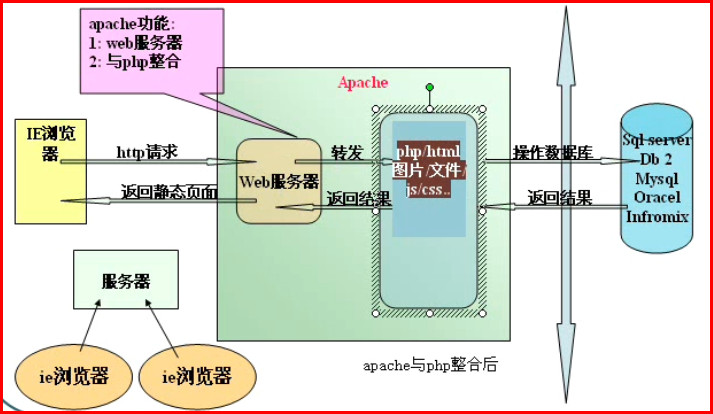 apache功能:
1: web服务器
2: 与php整合
Apache
IE浏览
器
http请求
返回静态页面
Web服务器
转发
返回结果
php/html
图片/文件/
js/css..
操作数据库
返回结果
Sql server
Db 2
Mysql
Oracel
Infromix
服务器
ie浏览器
ie浏览器
apache与php整合后